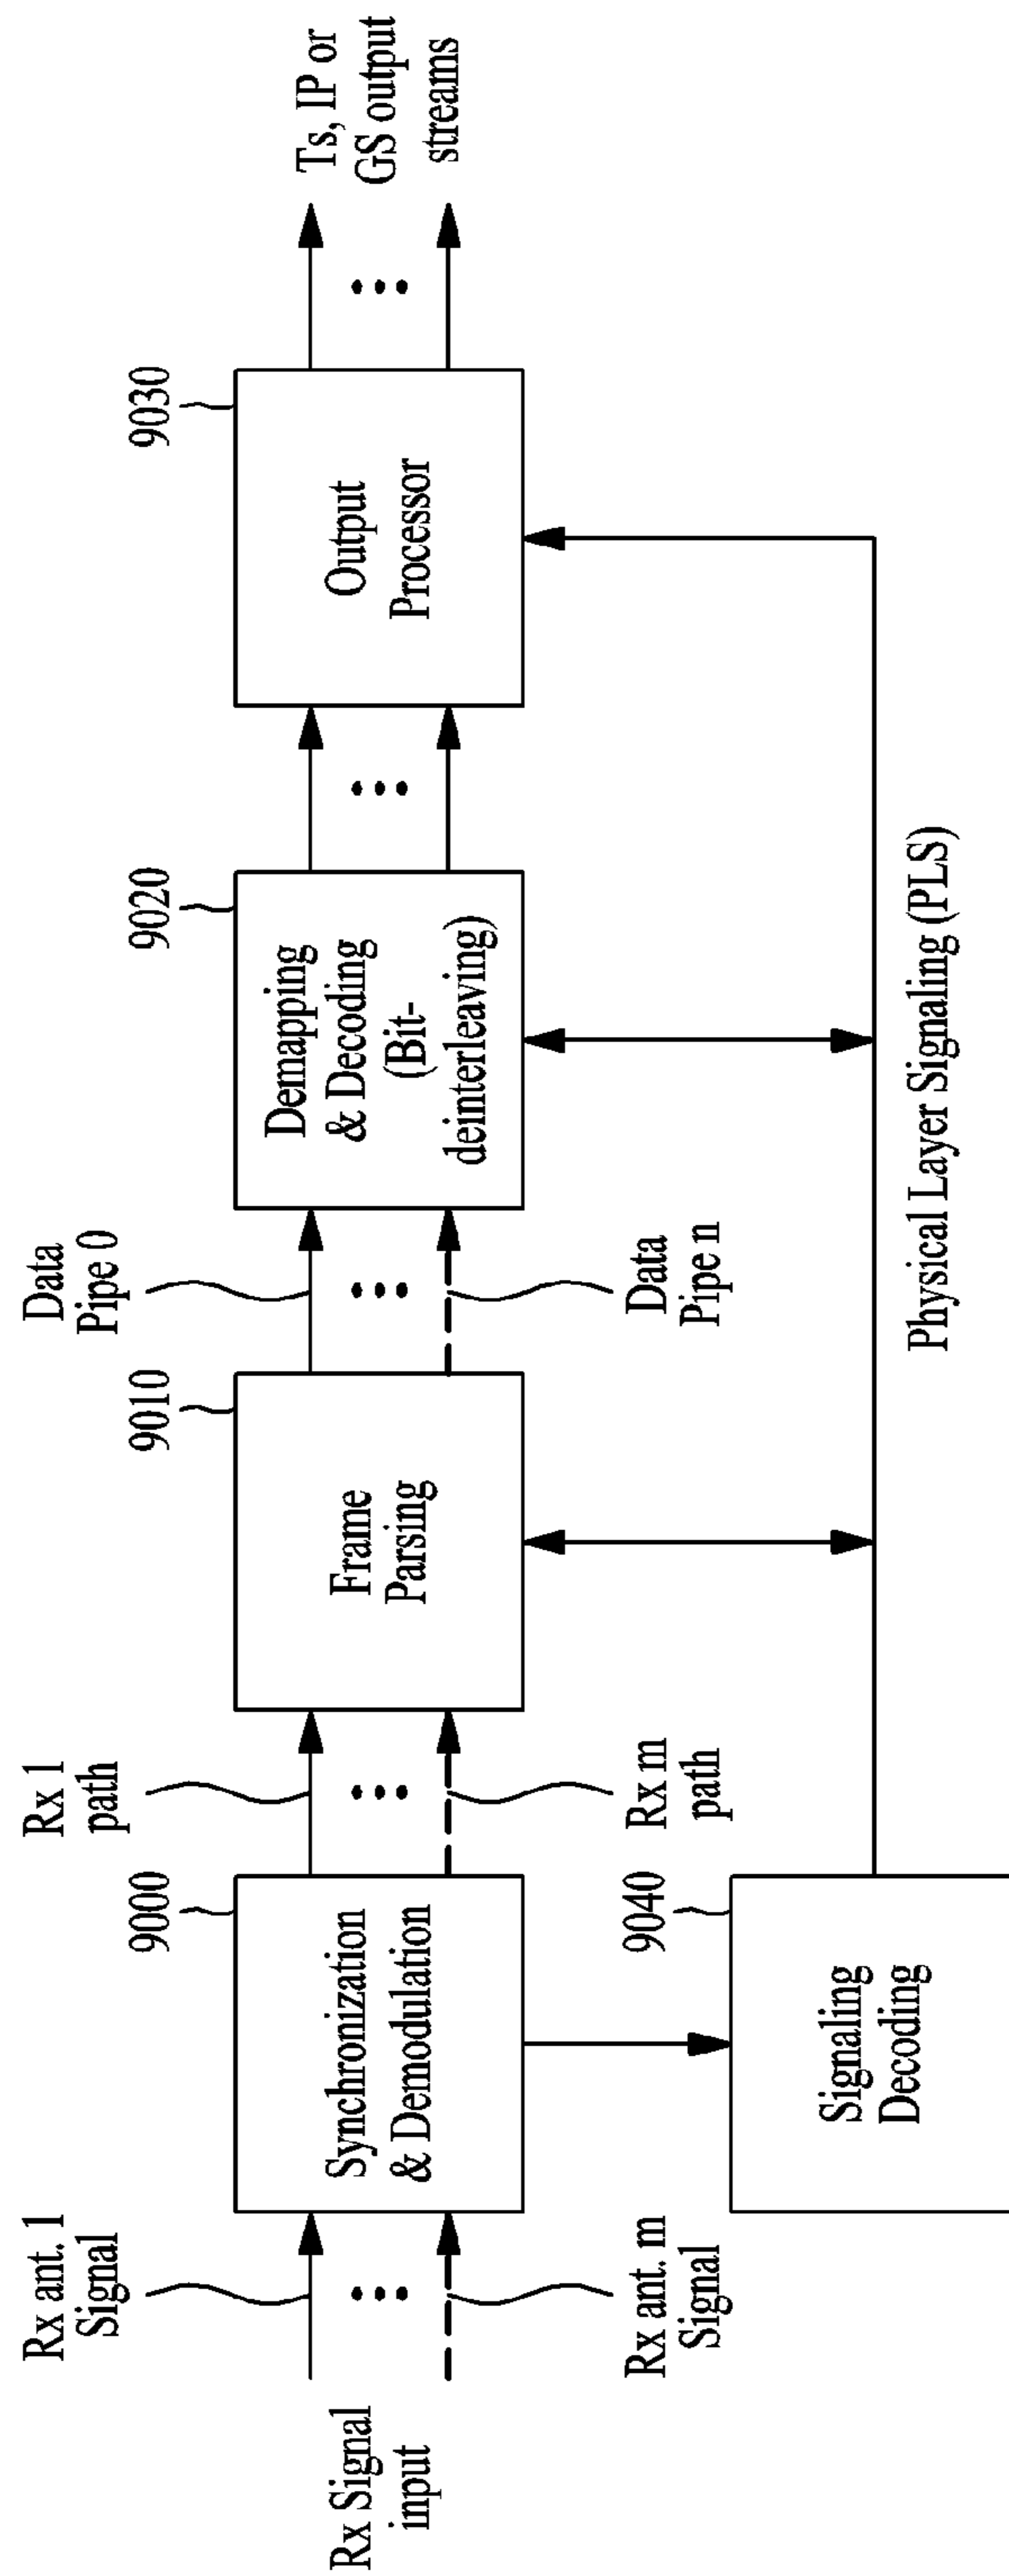 Rx Signal
input
Rx ant. 1
Signal
Rx ant. m
Signal
9000
Synchronization
& Demodulation
Rx 1
path
Rx m
path
9040
Signaling
Decoding
9010
Frame
Parsing
Data
Pipe 0
Data
Pipe n
9020
Demapping
& Decoding
(Bit-
deinterleaving)
9030
Output
Processor
Ts, IP or
GS output
streams
Physical Layer Signaling (PLS)